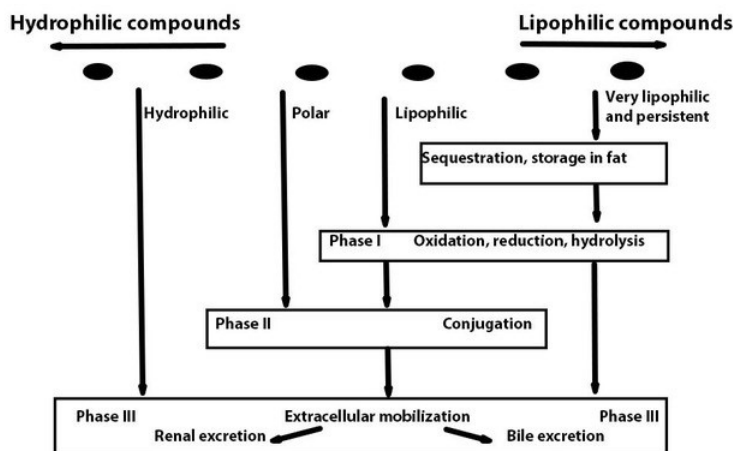 Hydrophilic compounds
Lipophilic compounds
Hydrophilic
Polar
Lipophilic
Very lipophilic
and persistent
Sequestration, storage in fat
Phase I Oxidation, reduction, hydrolysis
Phase II Conjugation
Phase III Extracellular mobilization Phase III
Renal excretion Bile excretion